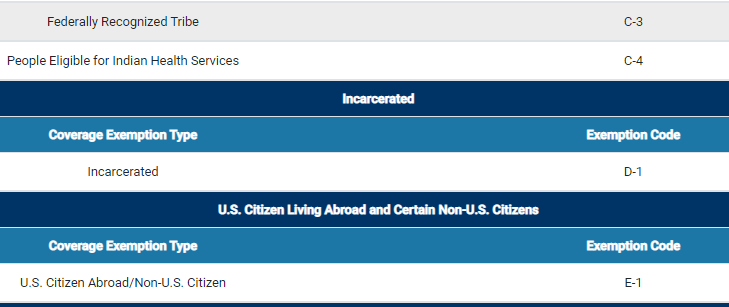 Federally Recognized Tribe C-3
People Eligible for Indian Health Services C-4
Incarcerated
Coverage Exemption Type Exemption Code
Incarcerated D-1
U.S. Citizen Living Abroad and Certain Non-U.S. Citizens
Coverage Exemption Type Exemption Code
U.S. Citizen Abroad/Non-U.S. Citizen E-1